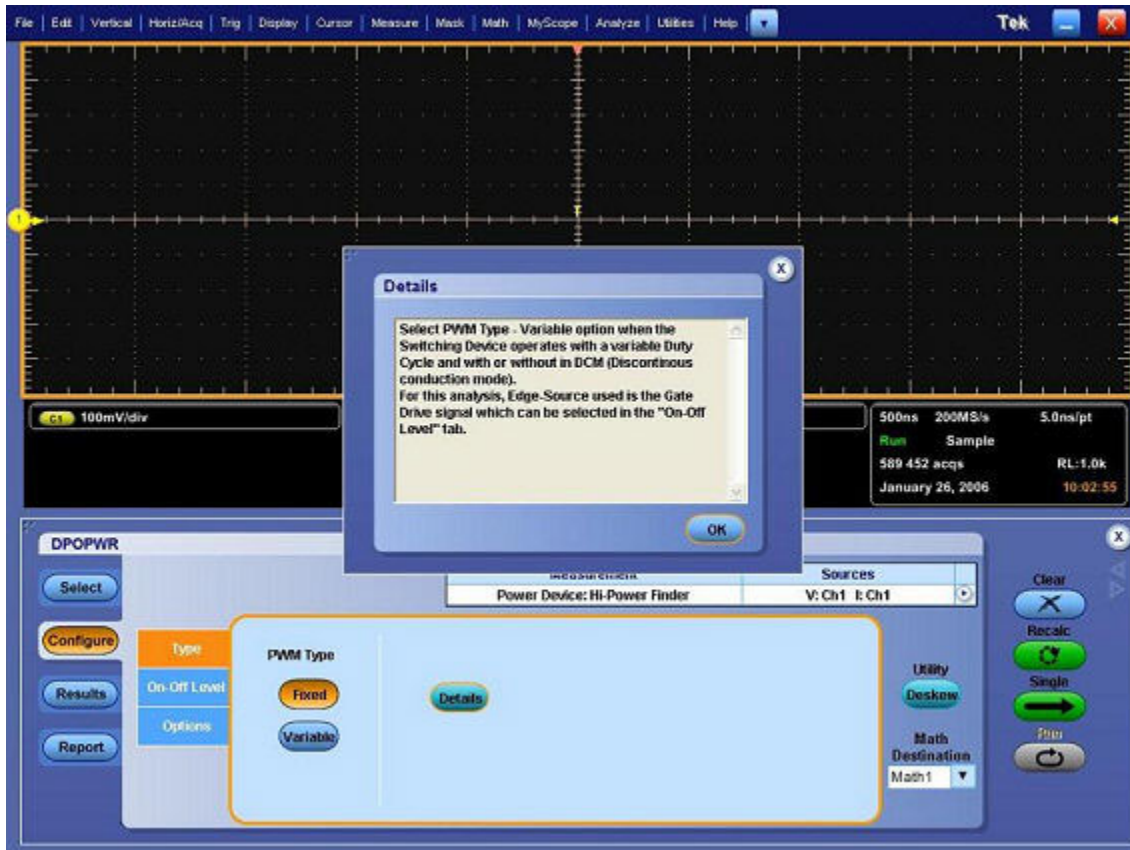 File | Edit | Vertical | Horiz/Acq | Trig | Display | Cursor | Measure | Mask | Math | MyScope | Analyze | Utilities | Help
Tek
X
1
T
Details
X
Select PWM Type - Variable option when the
Switching Device operates with a variable Duty
Cycle and with or without in DCM (Discontinous
conduction mode).
For this analysis, Edge-Source used is the Gate
Drive signal which can be selected in the "On-Off
Level" tab.
OK
C1 100mV/div
500ns 200MS/s 5.0ns/pt
Run Sample
589 452 acqs RL:1.0k
January 26, 2006 10:02:55
DPOPWR
X
Select
Configure
Results
Report
Measurement Sources
Power Device: Hi-Power Finder V: Ch1 I: Ch1
Type
On-Off Level
Options
PWM Type
Fixed
Variable
Details
Utility
Deskew
Math
Destination
Math1
Clear
Recalc
Single
Run